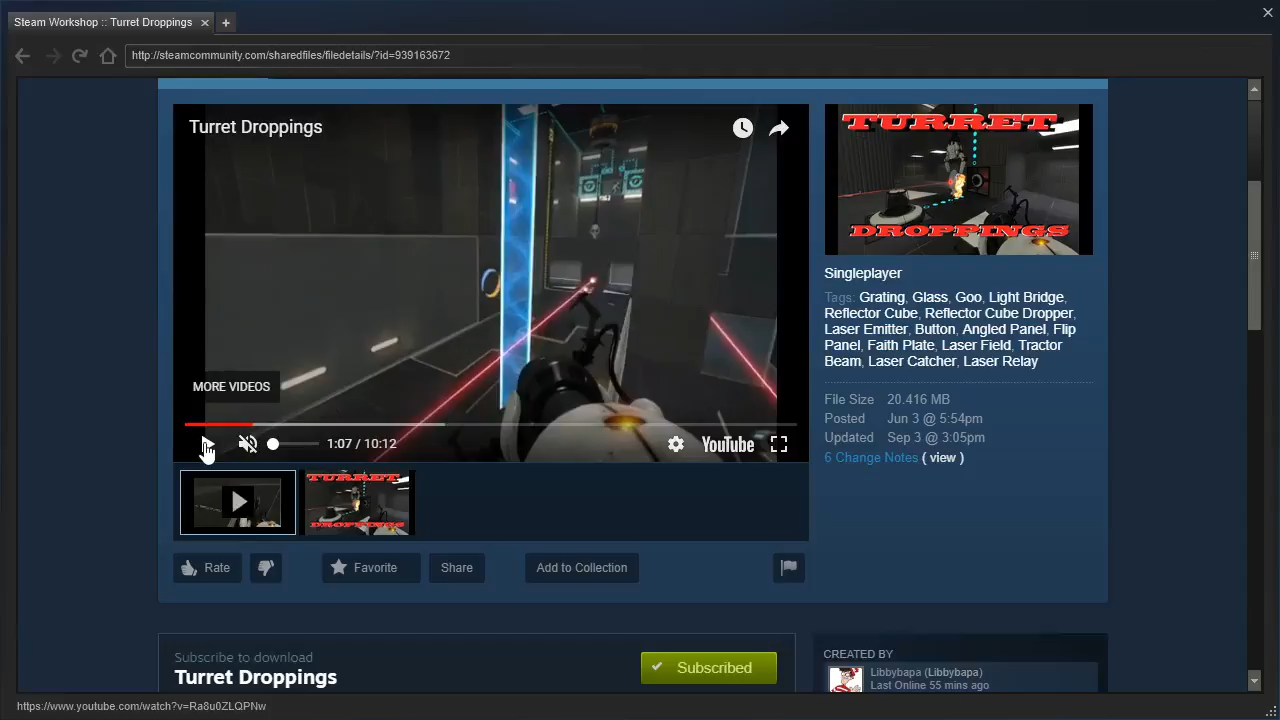 Steam Workshop :: Turret Droppings
http://steamcommunity.com/sharedfiles/filedetails/?id=939163672
Turret Droppings
MORE VIDEOS
1:07 / 10:12
YouTube
TURRET
DROPPINGS
Rate
Favorite
Share
Add to Collection
TURRET
DROPPINGS
Singleplayer
Tags: Grating, Glass, Goo, Light Bridge,
Reflector Cube, Reflector Cube Dropper,
Laser Emitter, Button, Angled Panel, Flip
Panel, Faith Plate, Laser Field, Tractor
Beam, Laser Catcher, Laser Relay
File Size 20.416 MB
Posted Jun 3 @ 5:54pm
Updated Sep 3 @ 3:05pm
6 Change Notes ( view )
Subscribe to download
Turret Droppings
Subscribed
CREATED BY
Libbybapa (Libbybapa)
Last Online 55 mins ago
https://www.youtube.com/watch?v=Ra8u0ZLQPNw